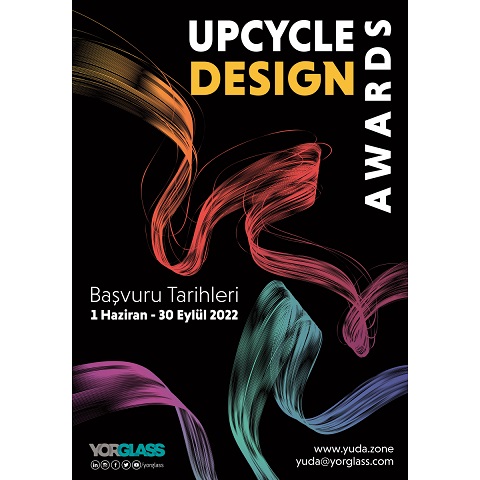 UPCYCLE
DESIGN
AWARDS
Başvuru Tarihleri
1 Haziran - 30 Eylül 2022
YORGLASS
/yorglass
www.yuda.zone
yuda@yorglass.com